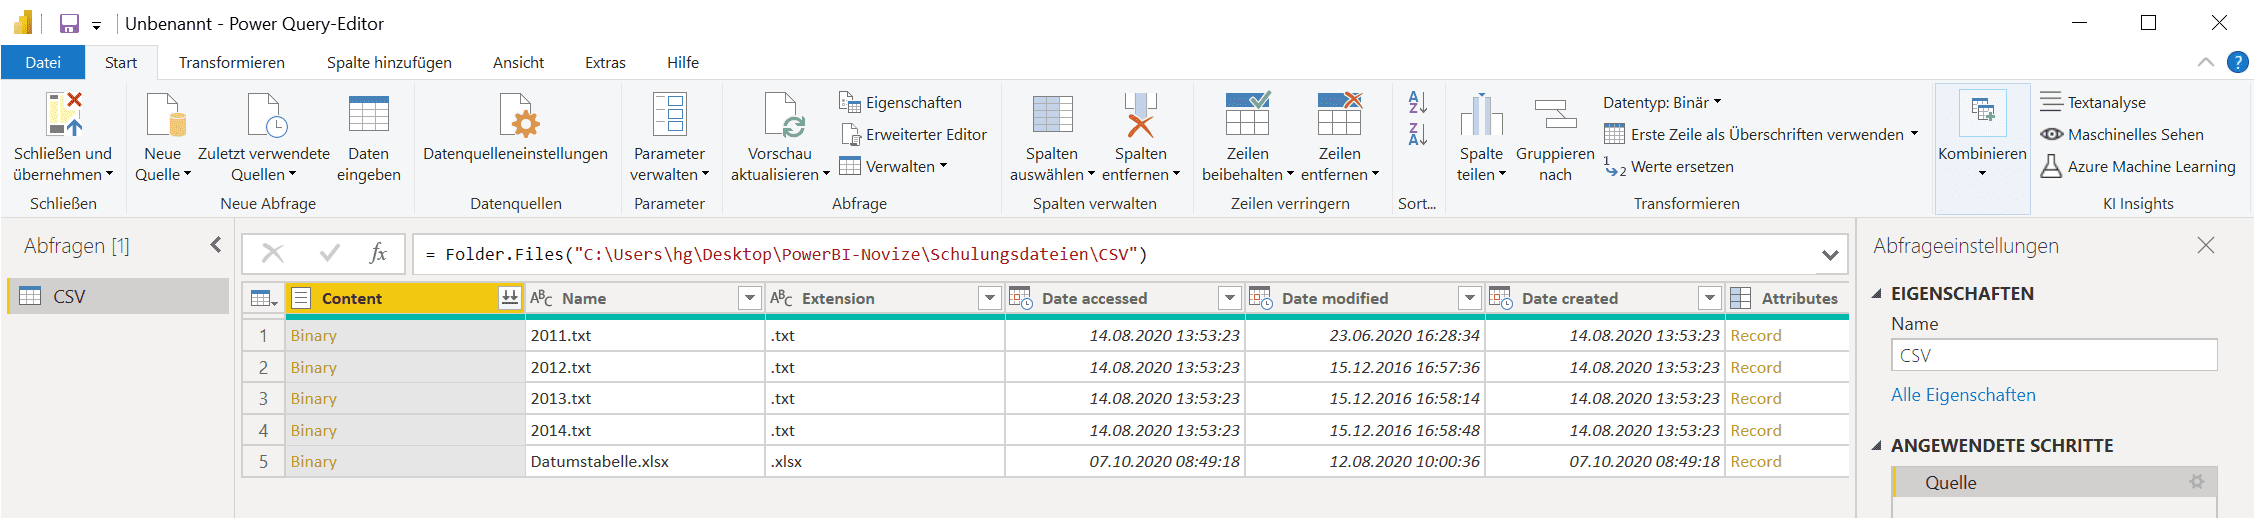 Unbenannt - Power Query-Editor
Datei Start Transformieren Spalte hinzufügen Ansicht Extras Hilfe
Schließen und übernehmen
Schließen
Neue Quelle
Zuletzt verwendete Quellen
Daten eingeben
Neue Abfrage
Datenquelleneinstellungen
Datenquellen
Parameter verwalten
Parameter
Vorschau aktualisieren
Eigenschaften
Erweiterter Editor
Verwalten
Abfrage
Spalten auswählen
Spalten entfernen
Spalten verwalten
Zeilen beibehalten
Zeilen entfernen
Zeilen verringern
A Z
Z A
Sort...
Spalte teilen
Gruppieren nach
Datentyp: Binär
Erste Zeile als Überschriften verwenden
1 2 Werte ersetzen
Transformieren
Kombinieren
Textanalyse
Maschinelles Sehen
Azure Machine Learning
KI Insights
?
Abfragen [1]
CSV
fx
= Folder.Files("C:\Users\hg\Desktop\PowerBI-Novize\Schulungsdateien\CSV")
Content ABC Name ABC Extension Date accessed Date modified Date created Attributes
1 Binary 2011.txt .txt 14.08.2020 13:53:23 23.06.2020 16:28:34 14.08.2020 13:53:23 Record
2 Binary 2012.txt .txt 14.08.2020 13:53:23 15.12.2016 16:57:36 14.08.2020 13:53:23 Record
3 Binary 2013.txt .txt 14.08.2020 13:53:23 15.12.2016 16:58:14 14.08.2020 13:53:23 Record
4 Binary 2014.txt .txt 14.08.2020 13:53:23 15.12.2016 16:58:48 14.08.2020 13:53:23 Record
5 Binary Datumstabelle.xlsx .xlsx 07.10.2020 08:49:18 12.08.2020 10:00:36 07.10.2020 08:49:18 Record
Abfrageeinstellungen
EIGENSCHAFTEN
Name
CSV
Alle Eigenschaften
ANGEWENDETE SCHRITTE
Quelle